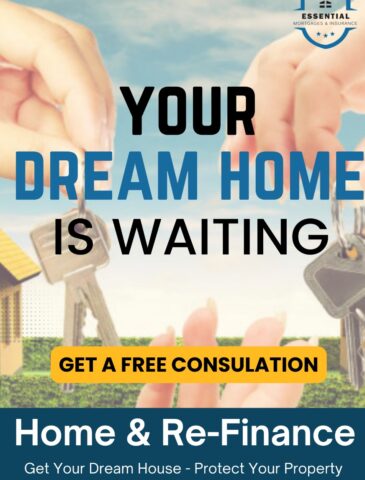 ESSENTIAL
MORTGAGES & INSURANCE
YOUR
DREAM HOME
IS WAITING
GET A FREE CONSULATION
Home & Re-Finance
Get Your Dream House - Protect Your Property